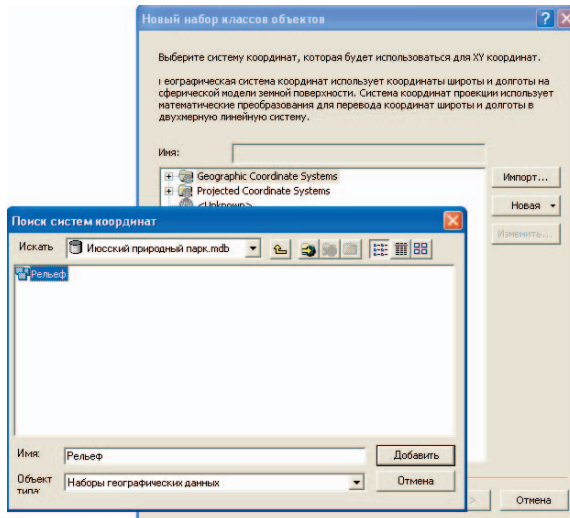 Новый набор классов объектов
Выберите систему координат, которая будет использоваться для XY координат.
географическая система координат использует координаты широты и долготы на
сферической модели земной поверхности. Система координат проекции использует
математические преобразования для перевода координат широты и долготы в
двухмерную линейную систему.
Имя:
Geographic Coordinate Systems
Projected Coordinate Systems
<Unknown>
Импорт...
Новая
Изменить...
Поиск систем координат
Искать
Июсский природный парк.mdb
Рельеф
Имя:
Рельеф
Добавить
Объект
типа:
Наборы географических данных
Отмена
>
Отмена